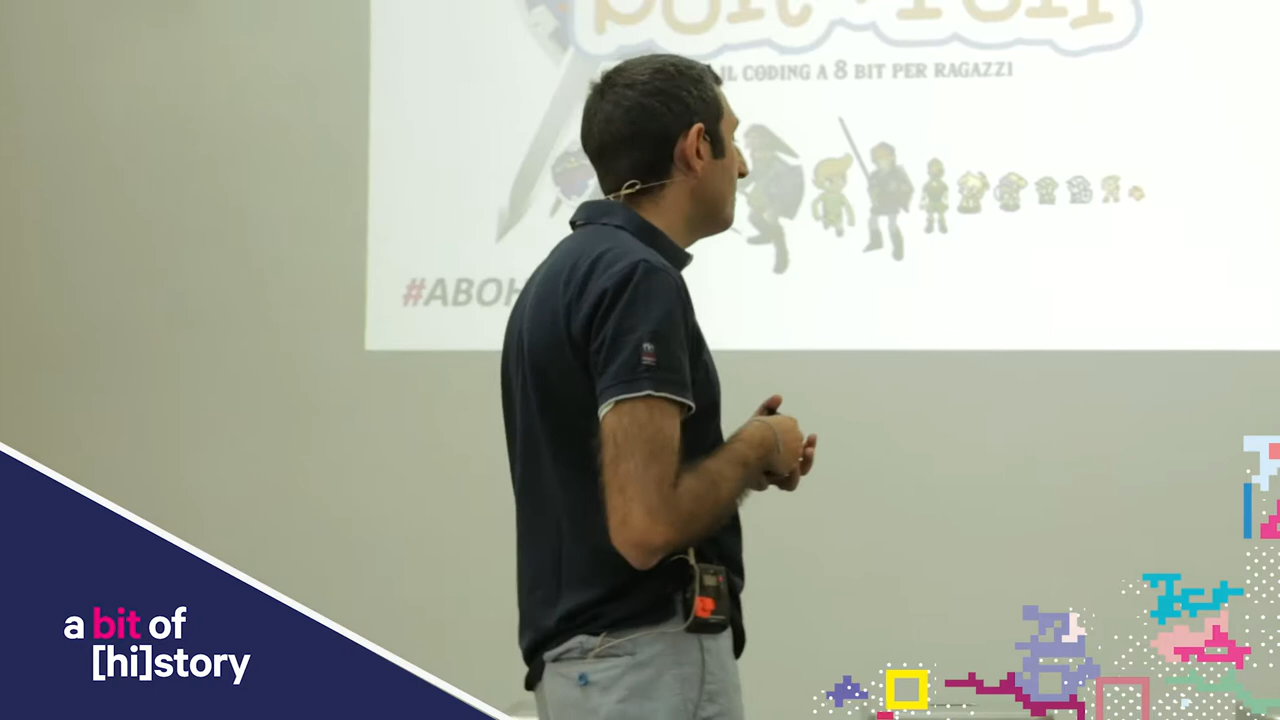 IL CODING A 8 BIT PER RAGAZZI
#ABOH
a bit of
[hi]story